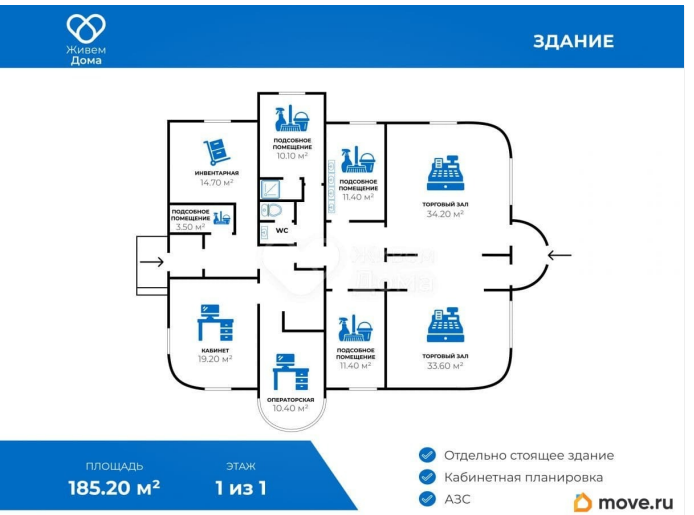 Живем
Дома
ЗДАНИЕ
ПОДСОБНОЕ
ПОМЕЩЕНИЕ
10.10 м²
ИНВЕНТАРНАЯ
14.70 м²
ПОДСОБНОЕ
ПОМЕЩЕНИЕ
11.40 м²
ТОРГОВЫЙ ЗАЛ
34.20 м²
ПОДСОБНОЕ
ПОМЕЩЕНИЕ
3.50 м²
WC
Живем
Дома
КАБИНЕТ
19.20 м²
ОПЕРАТОРСКАЯ
10.40 м²
ПОДСОБНОЕ
ПОМЕЩЕНИЕ
11.40 м²
ТОРГОВЫЙ ЗАЛ
33.60 м²
ПЛОЩАДЬ
185.20 м²
ЭТАЖ
1 из 1
Отдельно стоящее здание
Кабинетная планировка
АЗС
move.ru